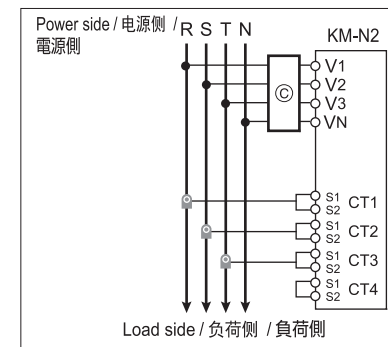 Power side / 电源侧 /
電源側
R S T N
KM-N2
V1
V2
V3
VN
©
S1
S2
CT1
S1
S2
CT2
S1
S2
CT3
S1
S2
CT4
Load side / 负荷侧 / 負荷側